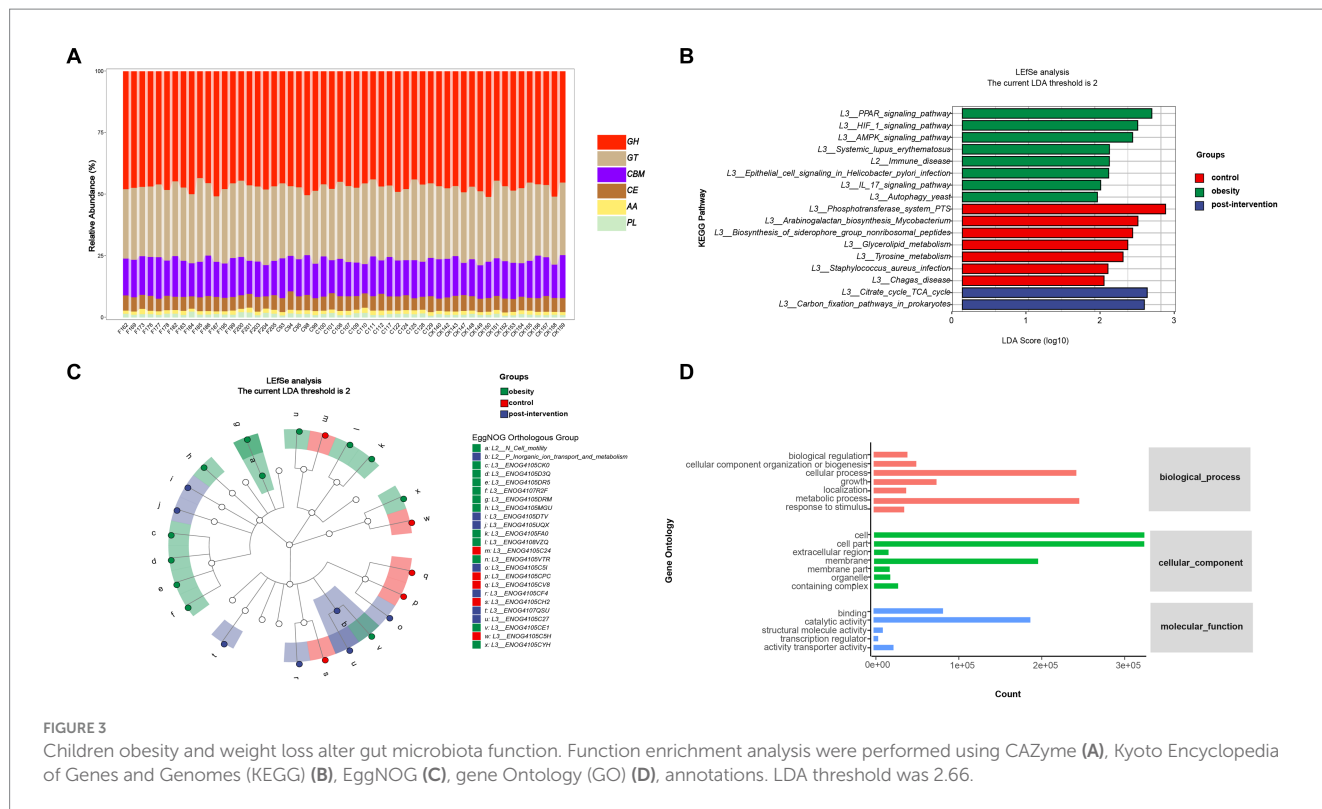 A
100
75
50
25
0
Relative Abundance (%)
GH
GT
CBM
CE
AA
PL
B
LEfSe analysis
The current LDA threshold is 2
KEGG Pathway
L3__PPAR_signaling_pathway
L3__HIF_1_signaling_pathway
L3__AMPK_signaling_pathway
L3__Systemic_lupus_erythematosus
L2__Immune_disease
L3__Epithelial_cell_signaling_in_Helicobacter_pylori_infection
L3__IL_17_signaling_pathway
L3__Autophagy_yeast
L3__Phosphotransferase_system_PTS
L3__Arabinogalactan_biosynthesis_Mycobacterium
L3__Biosynthesis_of_siderophore_group_nonribosomal_peptides
L3__Glycerolipid_metabolism
L3__Tyrosine_metabolism
L3__Staphylococcus_aureus_infection
L3__Chagas_disease
L3__Citrate_cycle_TCA_cycle
L3__Carbon_fixation_pathways_in_prokaryotes
0 1 2 3
LDA Score (log10)
Groups
control
obesity
post-intervention
C
LEfSe analysis
The current LDA threshold is 2
Groups
obesity
control
post-intervention
EggNOG Orthologous Group
a: L2__N_Cell_motility
b: L2__P_Inorganic_ion_transport_and_metabolism
c: L3__ENOG4105CK0
d: L3__ENOG4105D3Q
e: L3__ENOG4105DR5
f: L3__ENOG4107R2F
g: L3__ENOG4105DRM
h: L3__ENOG4105MGU
i: L3__ENOG4105DTV
j: L3__ENOG4105UQX
k: L3__ENOG4105FA0
l: L3__ENOG4108VZQ
m: L3__ENOG4105C24
n: L3__ENOG4105VTR
o: L3__ENOG4105C5I
p: L3__ENOG4105CPC
q: L3__ENOG4105CV8
r: L3__ENOG4105CF4
s: L3__ENOG4105CH2
t: L3__ENOG4107QSU
u: L3__ENOG4105C27
v: L3__ENOG4105CE1
w: L3__ENOG4105C5H
x: L3__ENOG4105CYH
D
Gene Ontology
biological regulation
cellular component organization or biogenesis
cellular process
growth
localization
metabolic process
response to stimulus
biological_process
cell
cell part
extracellular region
membrane
membrane part
organelle
containing complex
cellular_component
binding
catalytic activity
structural molecule activity
transcription regulator
activity transporter activity
molecular_function
0e+00 1e+05 2e+05 3e+05
Count
FIGURE 3
Children obesity and weight loss alter gut microbiota function. Function enrichment analysis were performed using CAZyme (A), Kyoto Encyclopedia
of Genes and Genomes (KEGG) (B), EggNOG (C), gene Ontology (GO) (D), annotations. LDA threshold was 2.66.